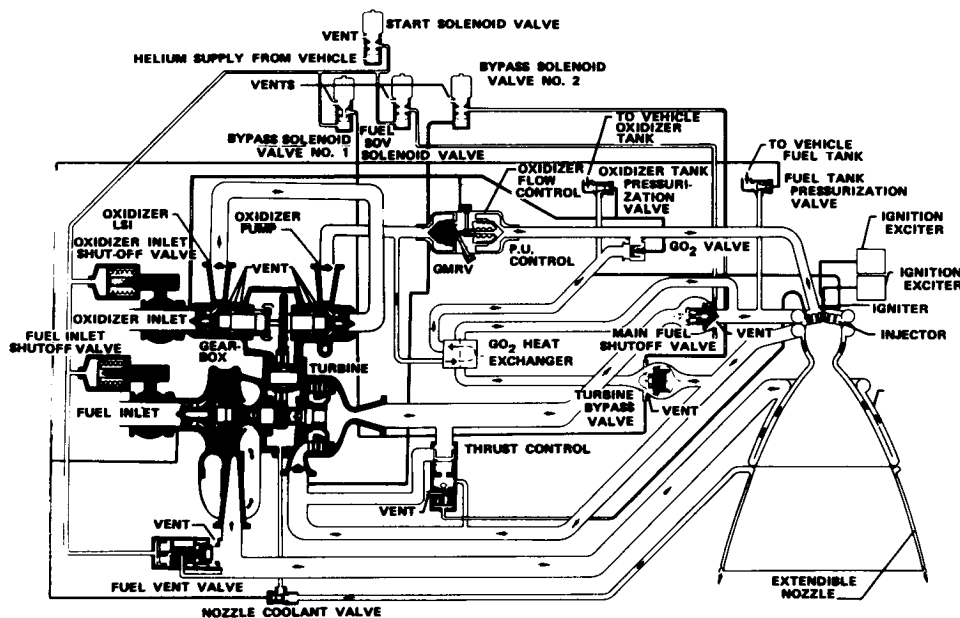 START SOLENOID VALVE
VENT
HELIUM SUPPLY FROM VEHICLE
BYPASS SOLENOID
VALVE NO. 2
VENTS
BYPASS SOLENOID
VALVE NO. 1
FUEL
SOV
SOLENOID VALVE
TO VEHICLE
OXIDIZER
TANK
OXIDIZER TANK
PRESSURI-
ZATION
VALVE
TO VEHICLE
FUEL TANK
FUEL TANK
PRESSURIZATION
VALVE
OXIDIZER
FLOW
CONTROL
OXIDIZER
LSI
OXIDIZER
PUMP
OXIDIZER INLET
SHUT-OFF VALVE
VENT
GMRV
P.U. CONTROL
GO2 VALVE
IGNITION
EXCITER
IGNITION
EXCITER
IGNITER
INJECTOR
OXIDIZER INLET
FUEL INLET
SHUTOFF VALVE
GEAR-
BOX
TURBINE
GO2 HEAT
EXCHANGER
MAIN FUEL
SHUTOFF
VALVE
VENT
FUEL INLET
TURBINE
BYPASS
VALVE
VENT
THRUST CONTROL
VENT
VENT
FUEL VENT VALVE
NOZZLE COOLANT VALVE
EXTENDIBLE
NOZZLE